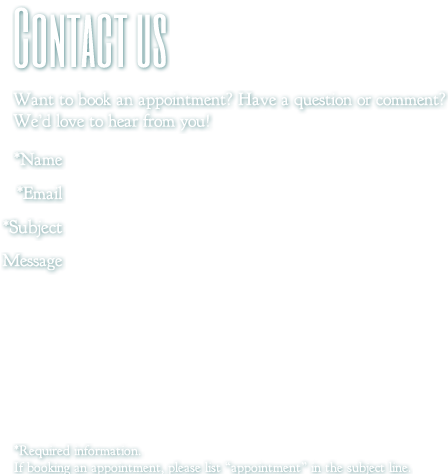 Contact us
Want to book an appointment? Have a question or comment?
We'd love to hear from you!
*Name
*Email
*Subject
Message
*Required information.
If booking an appointment, please list "appointment" in the subject line.